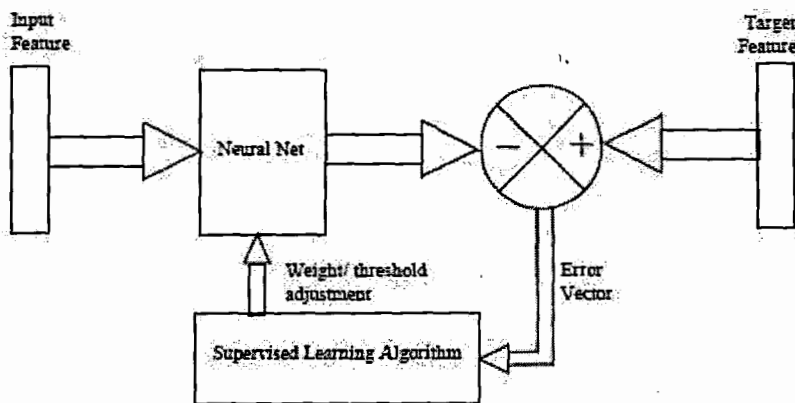 Input
Feature
Target
Feature
Neural Net
−
+
Weight/ threshold
adjustment
Error
Vector
Supervised Learning Algorithm